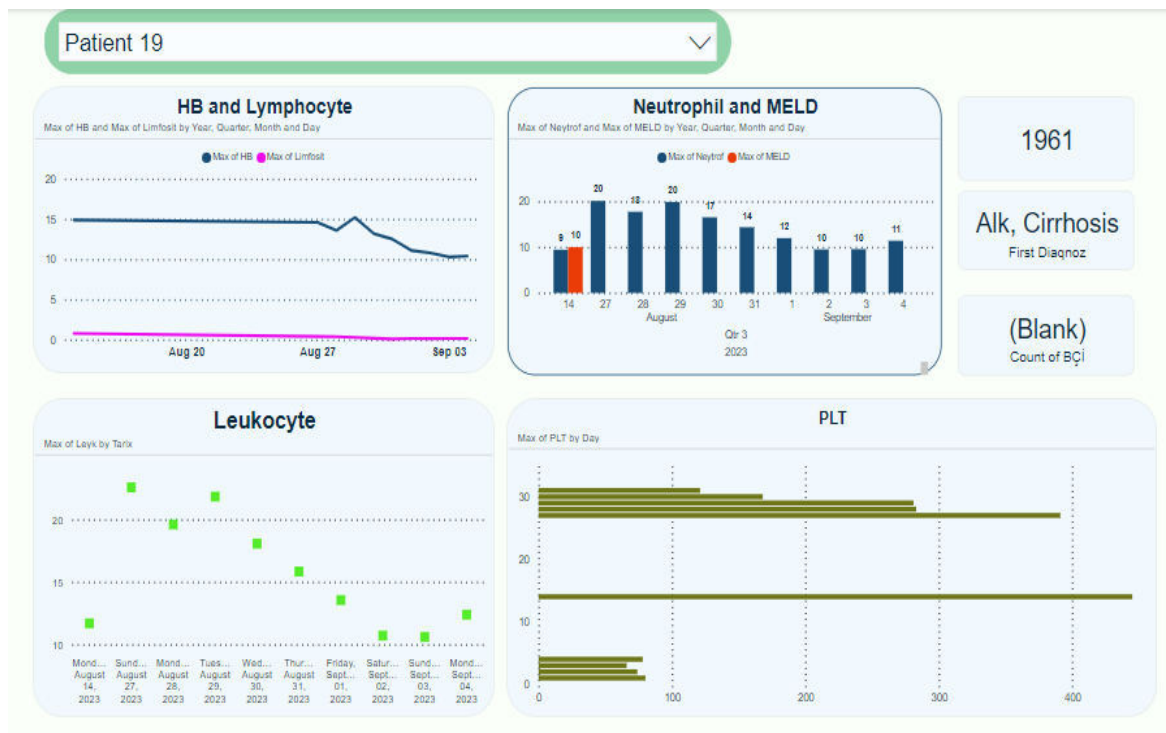 Patient 19
HB and Lymphocyte
Max of HB and Max of Limfosit by Year, Quarter, Month and Day
Max of HB Max of Limfosit
20
15
10
5
0
Aug 20 Aug 27 Sep 03
Neutrophil and MELD
Max of Neytrof and Max of MELD by Year, Quarter, Month and Day
Max of Neytrof Max of MELD
20
10
0
9 10 20 18 20 17 14 12 10 10 11
14 27 28 29 30 31 1 2 3 4
August September
Qtr 3
2023
1961
Alk, Cirrhosis
First Diaqnoz
(Blank)
Count of BÇİ
Leukocyte
Max of Leyk by Tarix
20
15
10
Mond... Sund... Mond... Tues... Wed... Thur... Friday, Satur... Sund... Mond...
August August August August August August Sept... Sept... Sept... Sept...
14, 27, 28, 29, 30, 31, 01, 02, 03, 04,
2023 2023 2023 2023 2023 2023 2023 2023 2023 2023
PLT
Max of PLT by Day
30
20
10
0
0 100 200 300 400